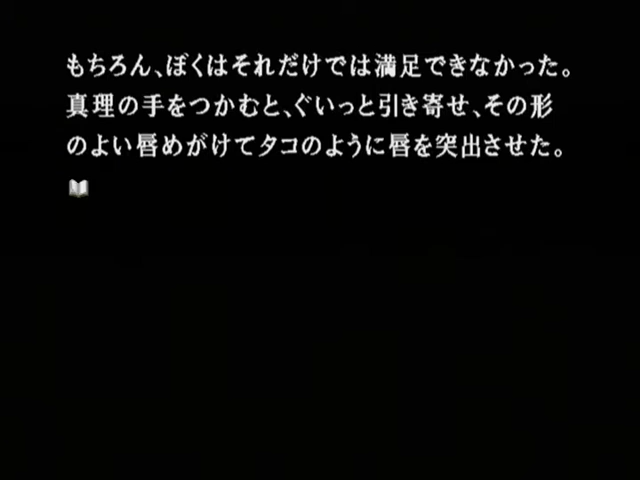 もちろん、ぼくはそれだけでは満足できなかった。
真理の手をつかむと、ぐいっと引き寄せ、その形
のよい唇めがけてタコのように唇を突出させた。